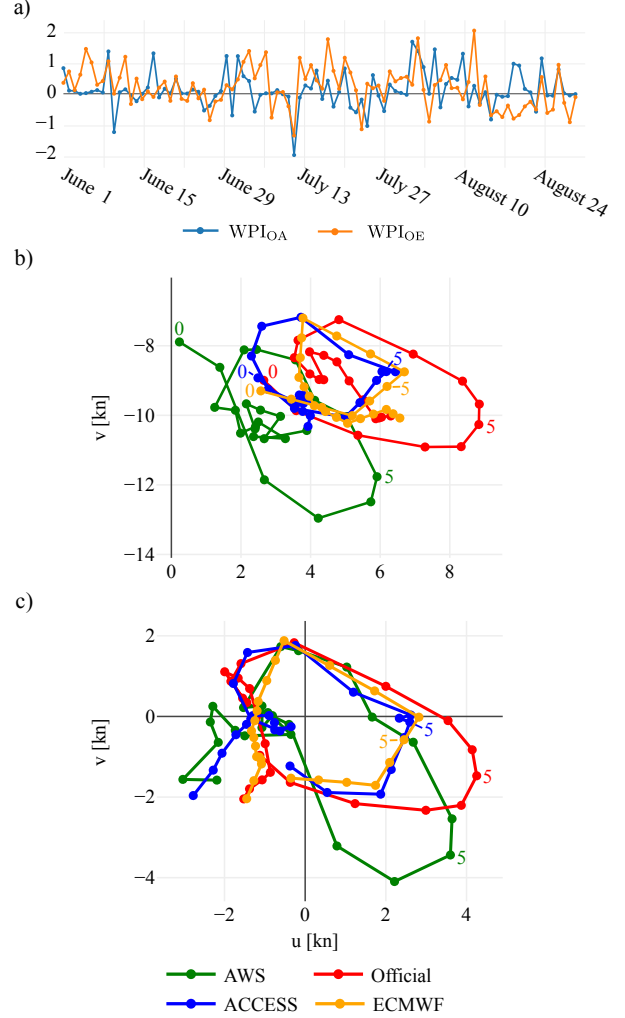 a)
2
1
0
−1
−2
June 1
June 15
June 29
July 13
July 27
August 10
August 24
WPI_OA WPI_OE
b)
v [kn]
−8
−10
−12
−14
0
0
0
5
5
5
5
0 2 4 6 8
c)
v [kn]
2
0
−2
−4
5
5
5
5
−2 0 2 4
u [kn]
AWS Official
ACCESS ECMWF